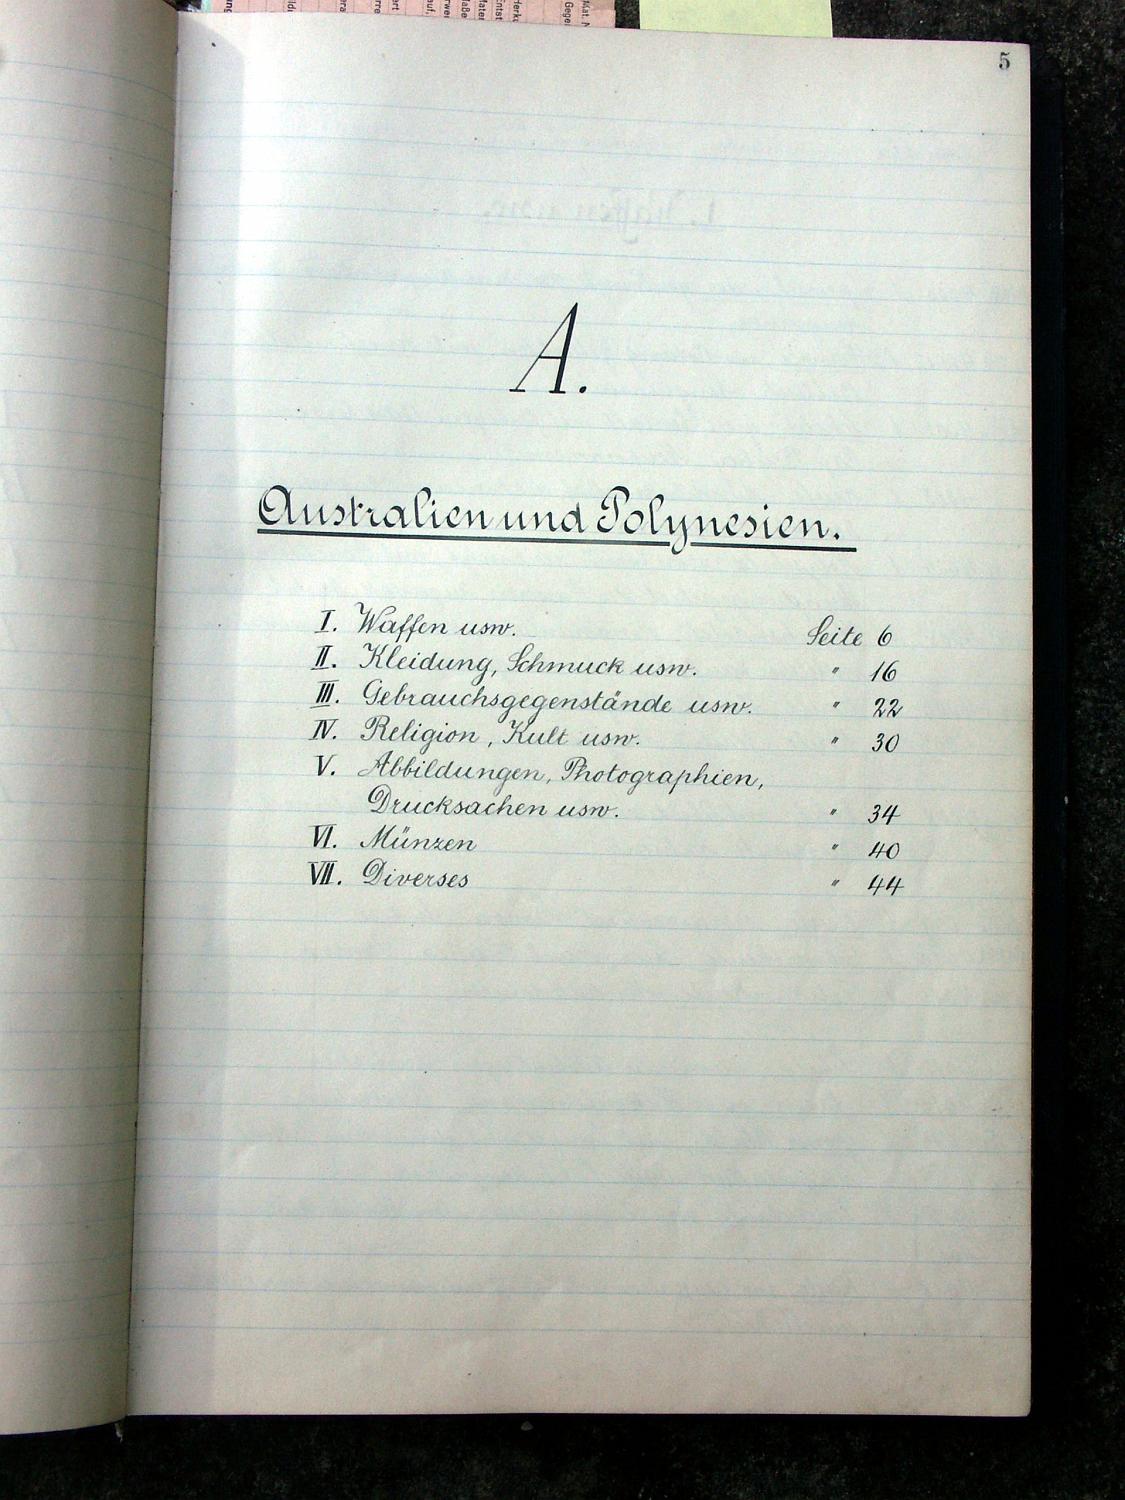 5
A.
Australien und Polynesien.
I. Waffen usw. Seite 6
II. Kleidung, Schmuck usw. " 16
III. Gebrauchsgegenstände usw. " 22
IV. Religion, Kult usw. " 30
V. Abbildungen, Photographien,
Drucksachen usw. " 34
VI. Münzen " 40
VII. Diverses " 44